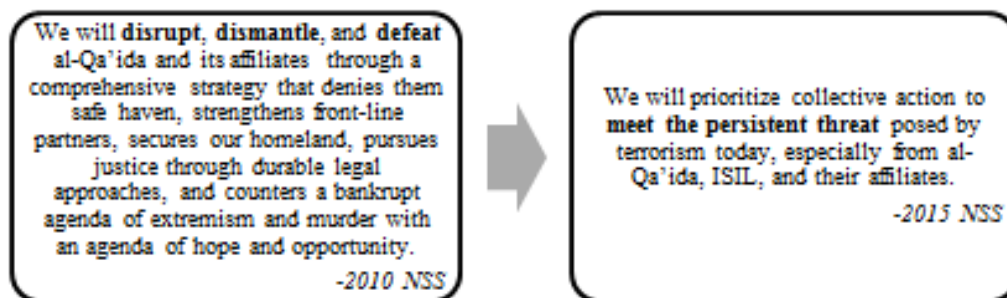 We will disrupt, dismantle, and defeat
al-Qa'ida and its affiliates through a
comprehensive strategy that denies them
safe haven, strengthens front-line
partners, secures our homeland, pursues
justice through durable legal
approaches, and counters a bankrupt
agenda of extremism and murder with
an agenda of hope and opportunity.
-2010 NSS
We will prioritize collective action to
meet the persistent threat posed by
terrorism today, especially from al-
Qa'ida, ISIL, and their affiliates.
-2015 NSS